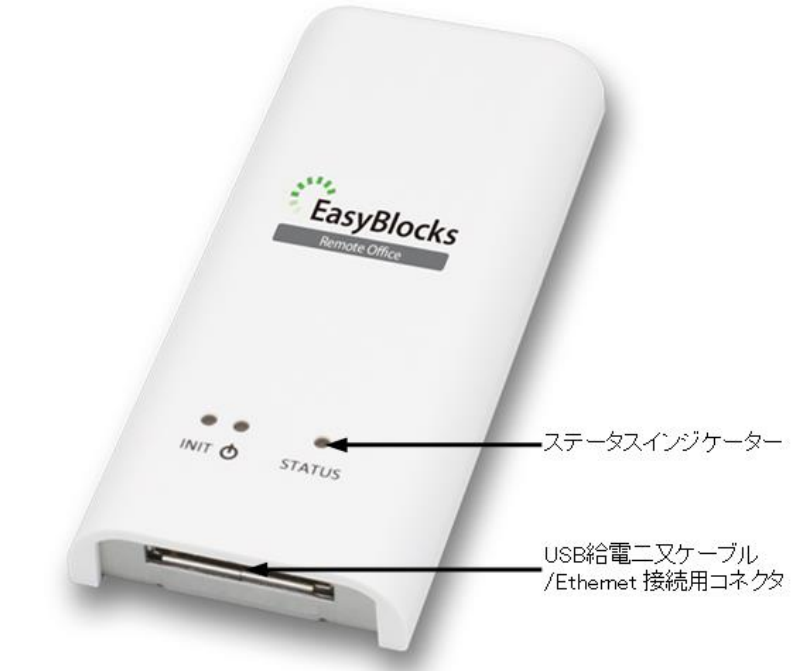 EasyBlocks
Remote Office
INIT
STATUS
ステータスインジケーター
USB給電二又ケーブル
/Ethernet 接続用コネクタ